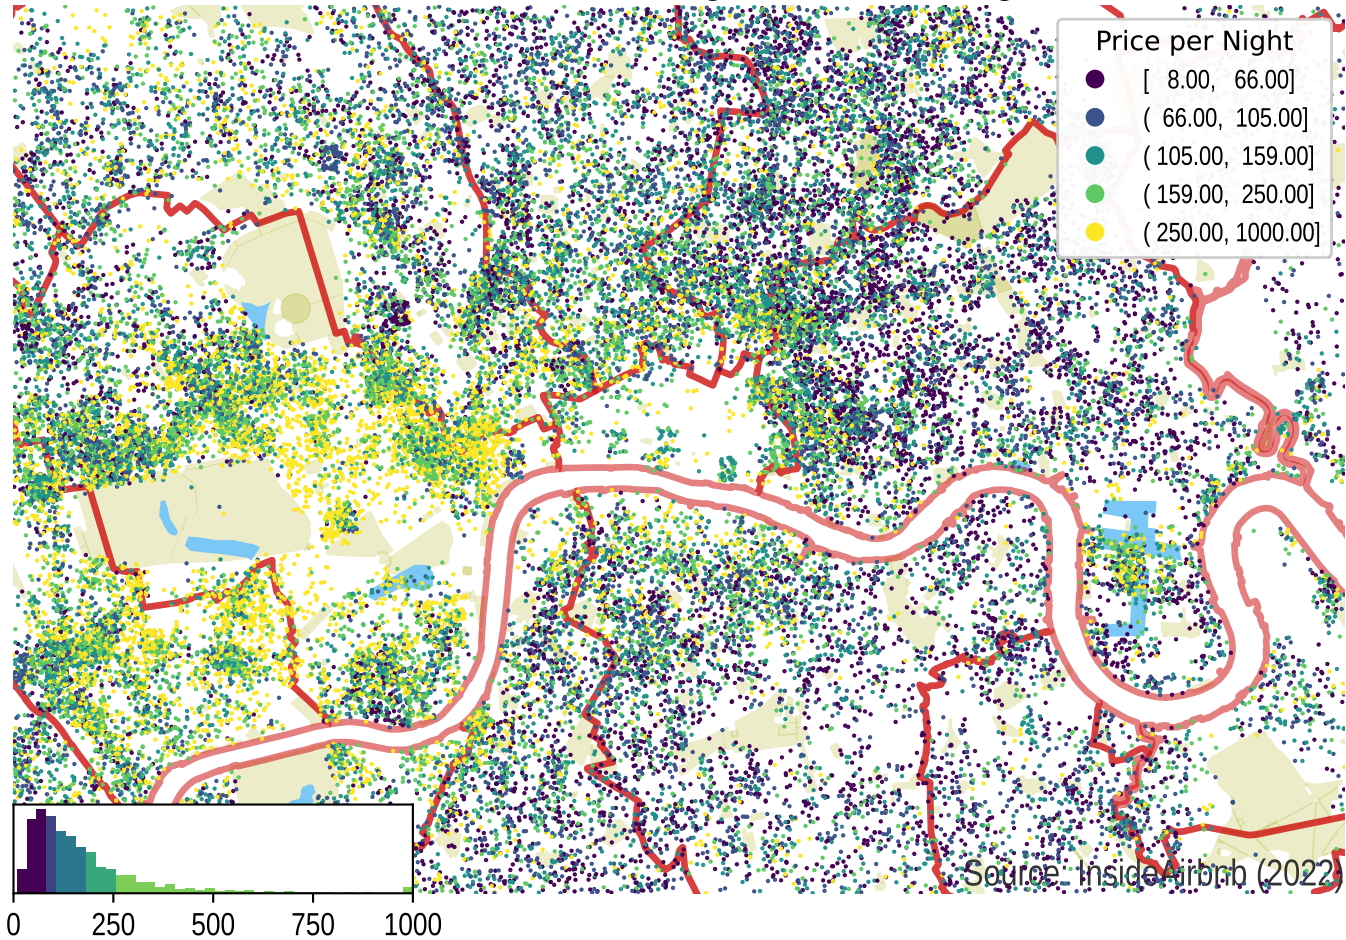 Price per Night
[ 8.00, 66.00]
( 66.00, 105.00]
( 105.00, 159.00]
( 159.00, 250.00]
( 250.00, 1000.00]
Source: InsideAirbnb (2022)
0 250 500 750 1000